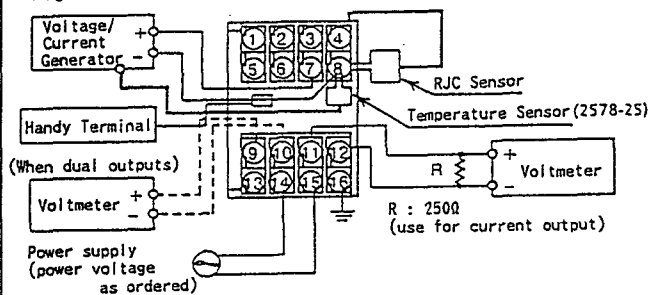 Voltage/
Current
Generator
+
-
1 2 3 4
5 6 7 8
RJC Sensor
Temperature Sensor(2578-25)
Handy Terminal
(When dual outputs)
Voltmeter
+
-
9 10 11 12
13 14 15 16
R
+
-
Voltmeter
R : 250Ω
(use for current output)
Power supply
(power voltage
as ordered)